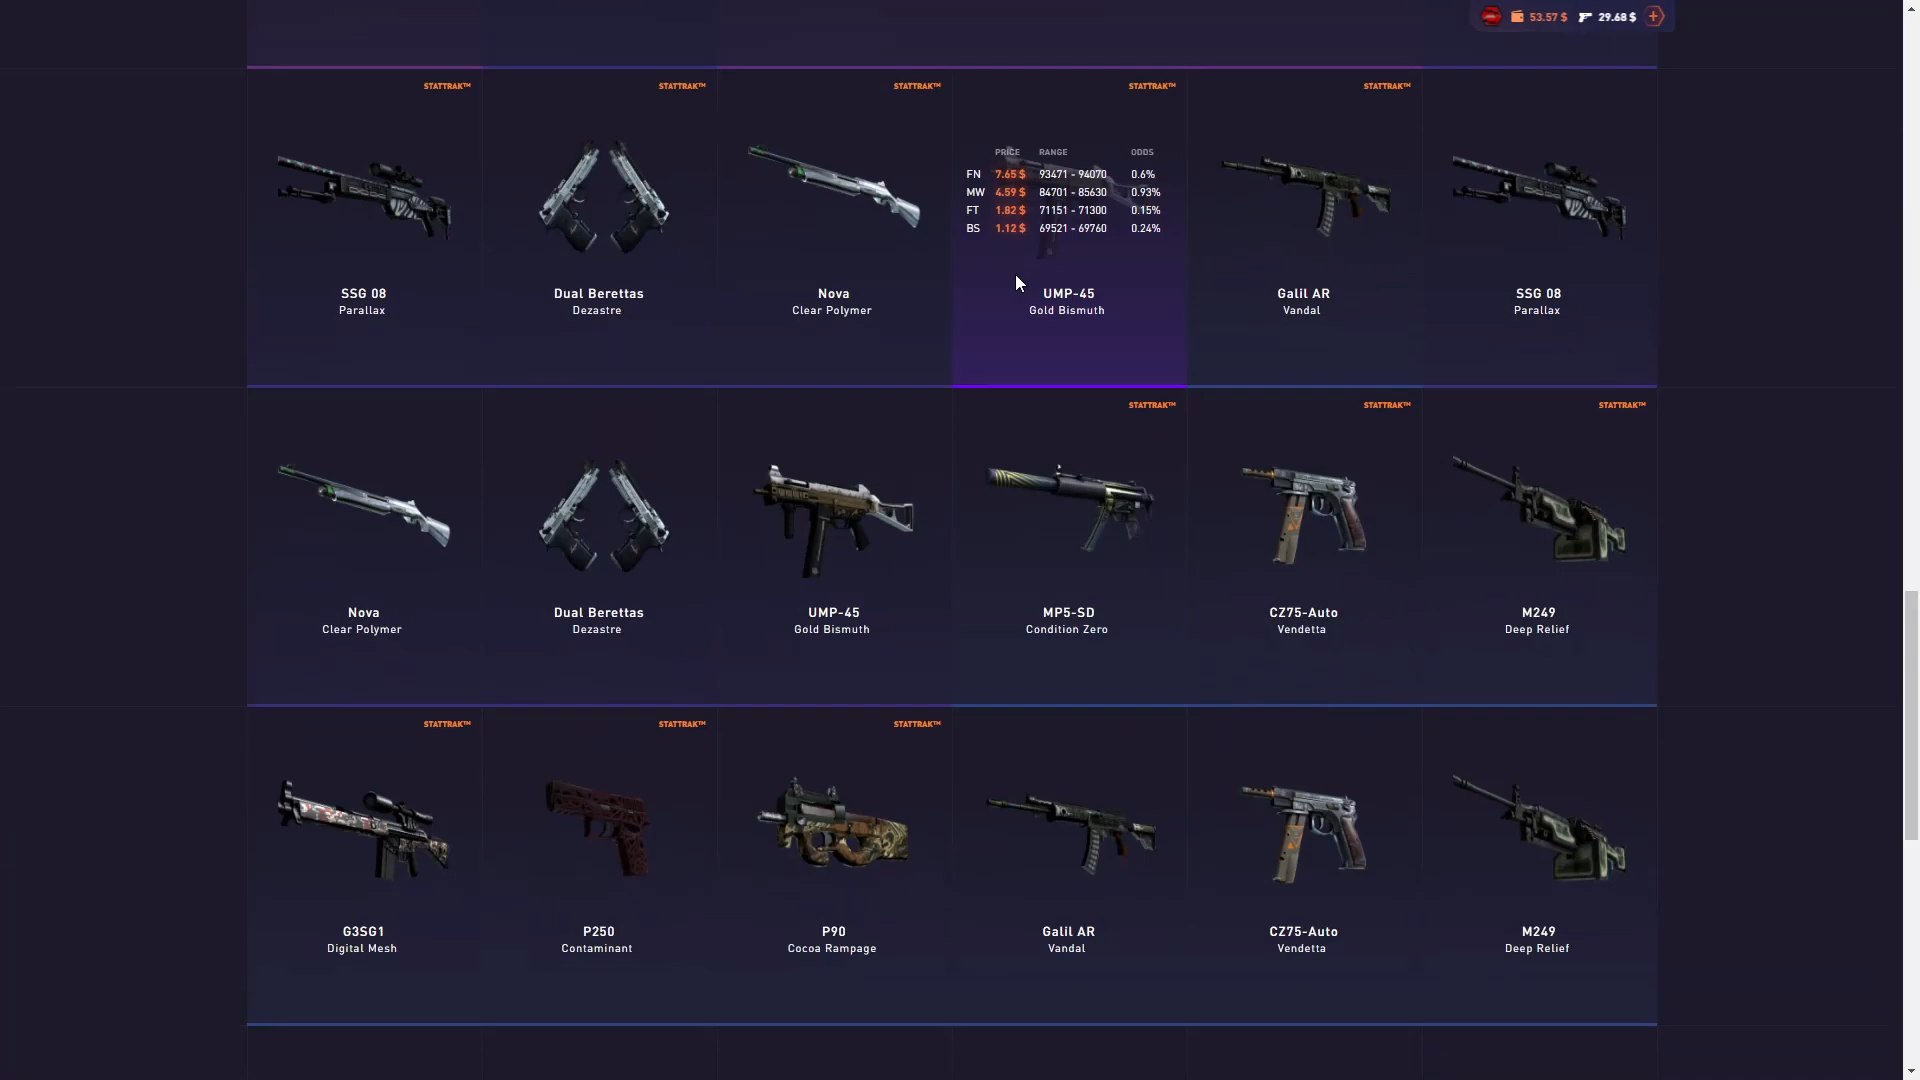 53.57 $ 29.68 $
STATTRAK™ STATTRAK™ STATTRAK™ STATTRAK™ STATTRAK™
PRICE RANGE ODDS
FN 7.65 $ 93471 - 94070 0.6%
MW 4.59 $ 84701 - 85630 0.93%
FT 1.82 $ 71151 - 71300 0.15%
BS 1.12 $ 69521 - 69760 0.24%
SSG 08 Dual Berettas Nova UMP-45 Galil AR SSG 08
Parallax Dezastre Clear Polymer Gold Bismuth Vandal Parallax
STATTRAK™ STATTRAK™ STATTRAK™
Nova Dual Berettas UMP-45 MP5-SD CZ75-Auto M249
Clear Polymer Dezastre Gold Bismuth Condition Zero Vendetta Deep Relief
STATTRAK™ STATTRAK™ STATTRAK™
G3SG1 P250 P90 Galil AR CZ75-Auto M249
Digital Mesh Contaminant Cocoa Rampage Vandal Vendetta Deep Relief